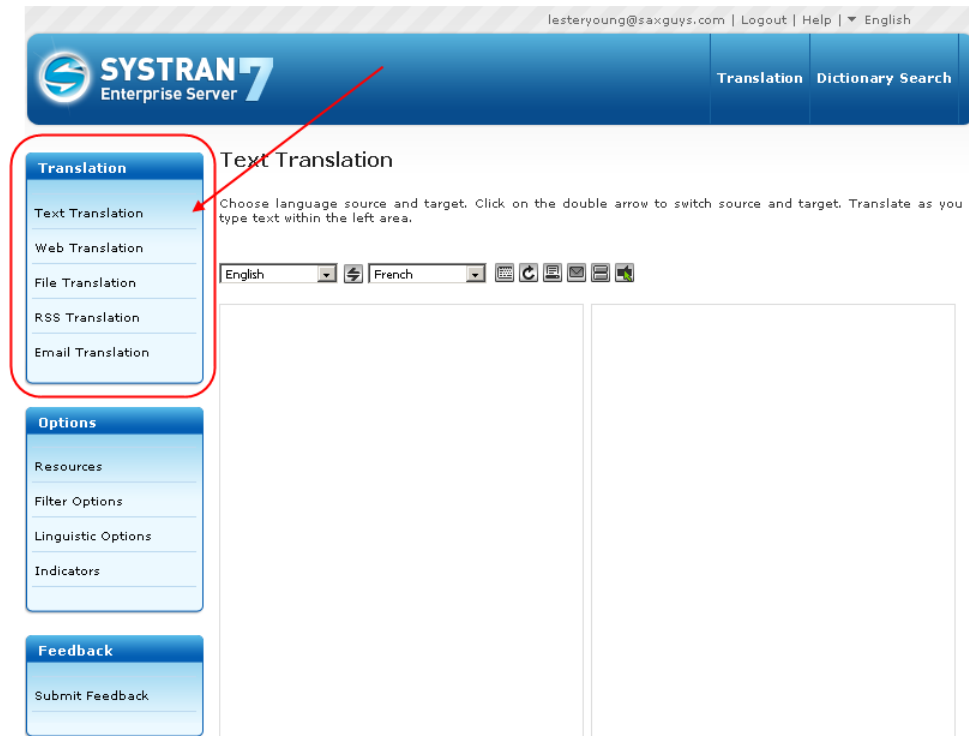 lesteryoung@saxguys.com | Logout | Help | English
SYSTRAN 7
Enterprise Server
Translation Dictionary Search
Translation
Text Translation
Web Translation
File Translation
RSS Translation
Email Translation
Options
Resources
Filter Options
Linguistic Options
Indicators
Feedback
Submit Feedback
Text Translation
Choose language source and target. Click on the double arrow to switch source and target. Translate as you
type text within the left area.
English French